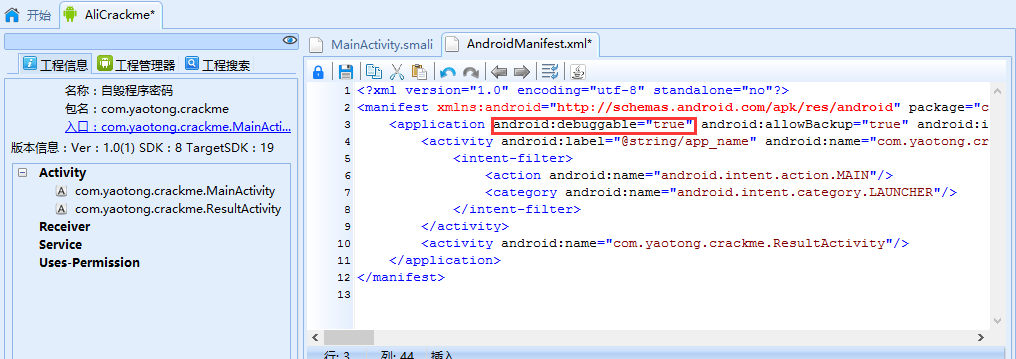 开始 AliCrackme*
工程信息 工程管理器 工程搜索
名称：自毁程序密码
包名：com.yaotong.crackme
入口：com.yaotong.crackme.MainActi...
版本信息：Ver：1.0(1) SDK：8 TargetSDK：19
Activity
A com.yaotong.crackme.MainActivity
A com.yaotong.crackme.ResultActivity
Receiver
Service
Uses-Permission
MainActivity.smali AndroidManifest.xml*
1 <?xml version="1.0" encoding="utf-8" standalone="no"?>
2 <manifest xmlns:android="http://schemas.android.com/apk/res/android" package="c
3 <application android:debuggable="true" android:allowBackup="true" android:i
4 <activity android:label="@string/app_name" android:name="com.yaotong.cr
5 <intent-filter>
6 <action android:name="android.intent.action.MAIN"/>
7 <category android:name="android.intent.category.LAUNCHER"/>
8 </intent-filter>
9 </activity>
10 <activity android:name="com.yaotong.crackme.ResultActivity"/>
11 </application>
12 </manifest>
13
行: 3 列: 44 插入